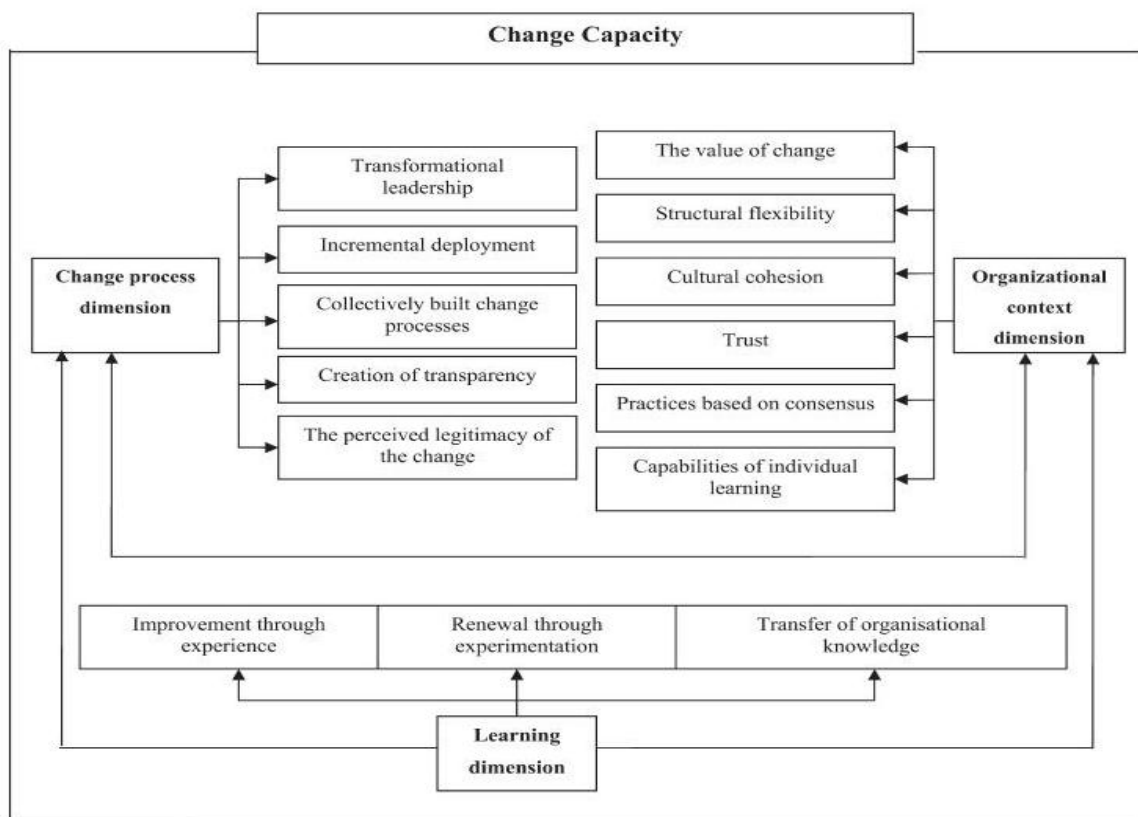 Change Capacity
Change process
dimension
Transformational
leadership
Incremental deployment
Collectively built change
processes
Creation of transparency
The perceived legitimacy of
the change
The value of change
Structural flexibility
Cultural cohesion
Trust
Practices based on consensus
Capabilities of individual
learning
Organizational
context
dimension
Improvement through
experience
Renewal through
experimentation
Transfer of organisational
knowledge
Learning
dimension